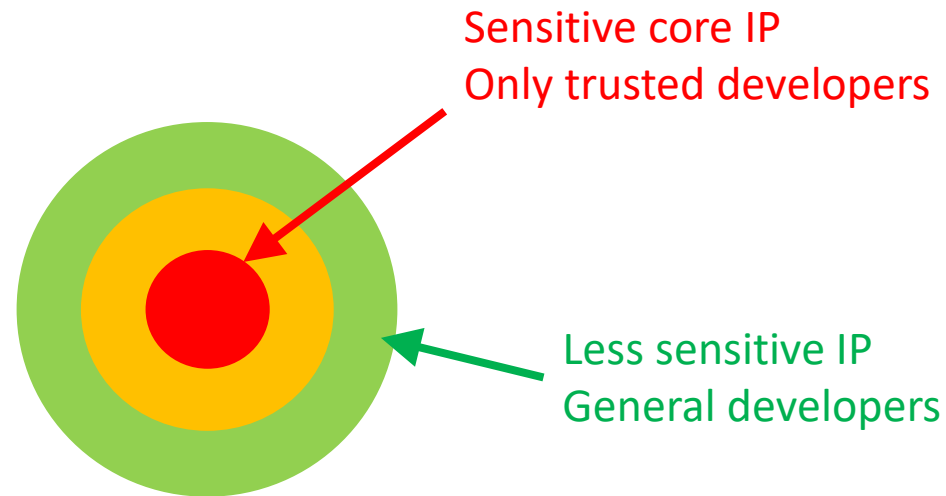 Sensitive core IP
Only trusted developers
Less sensitive IP
General developers